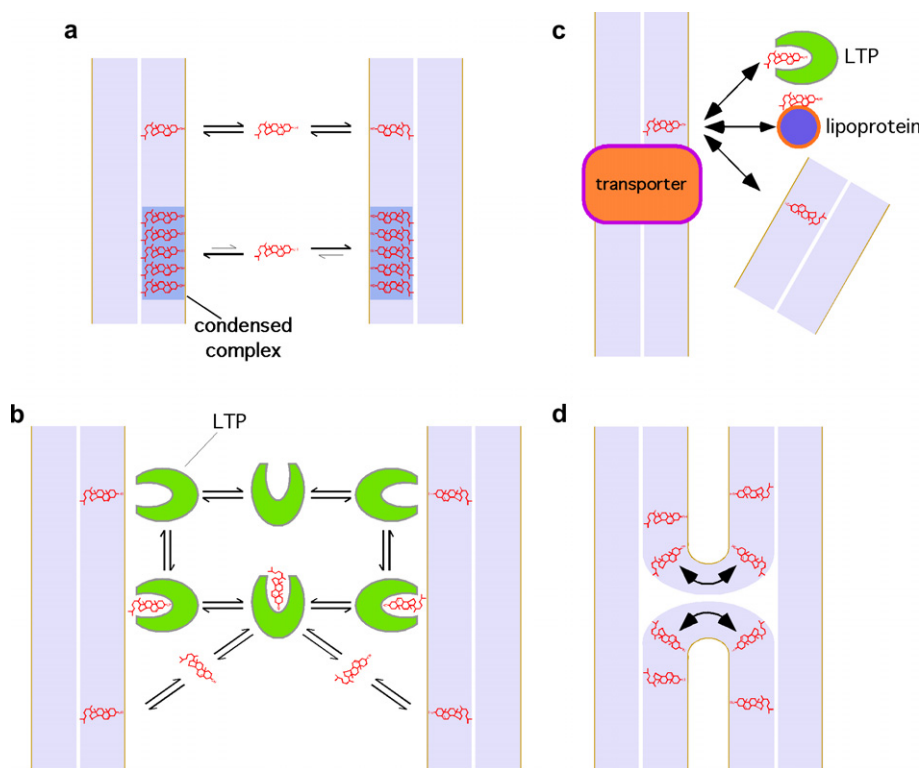 a
condensed
complex
c
LTP
lipoprotein
transporter
b
LTP
d